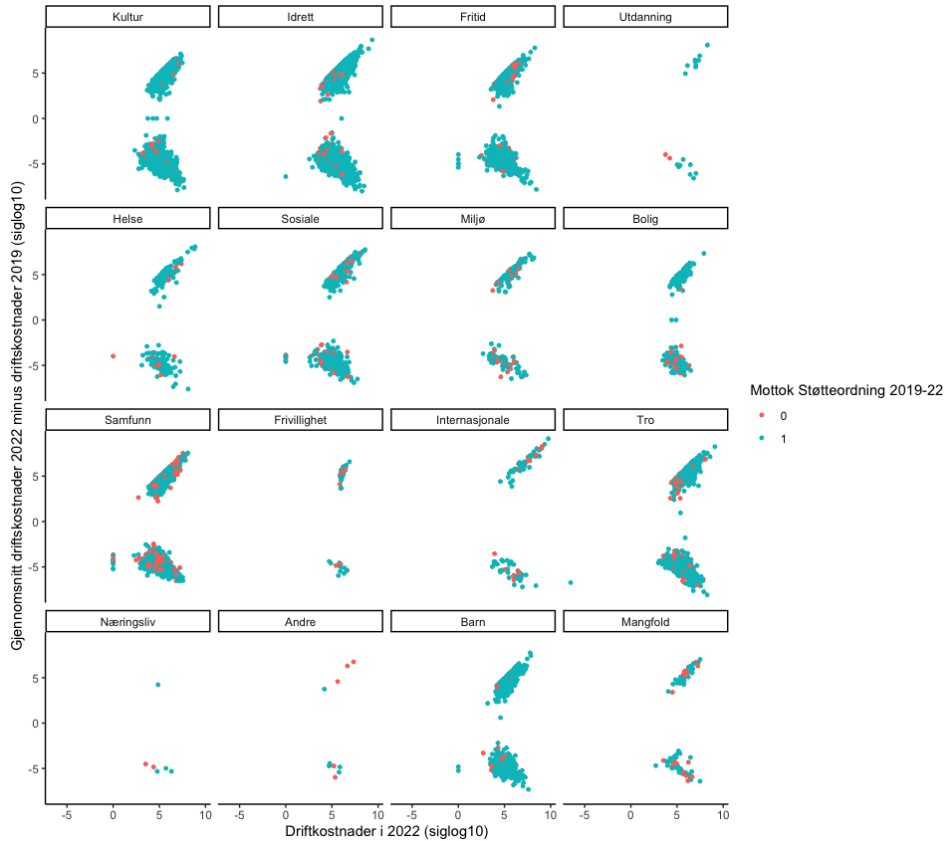 Kultur Idrett Fritid Utdanning
5
0
-5
Helse Sosiale Miljø Bolig
5
0
-5
Samfunn Frivillighet Internasjonale Tro
5
0
-5
Næringsliv Andre Barn Mangfold
5
0
-5
-5 0 5 10 -5 0 5 10 -5 0 5 10 -5 0 5 10
Driftkostnader i 2022 (siglog10)
Gjennomsnitt driftskostnader 2022 minus driftskostnader 2019 (siglog10)
Mottok Støtteordning 2019-22
0
1